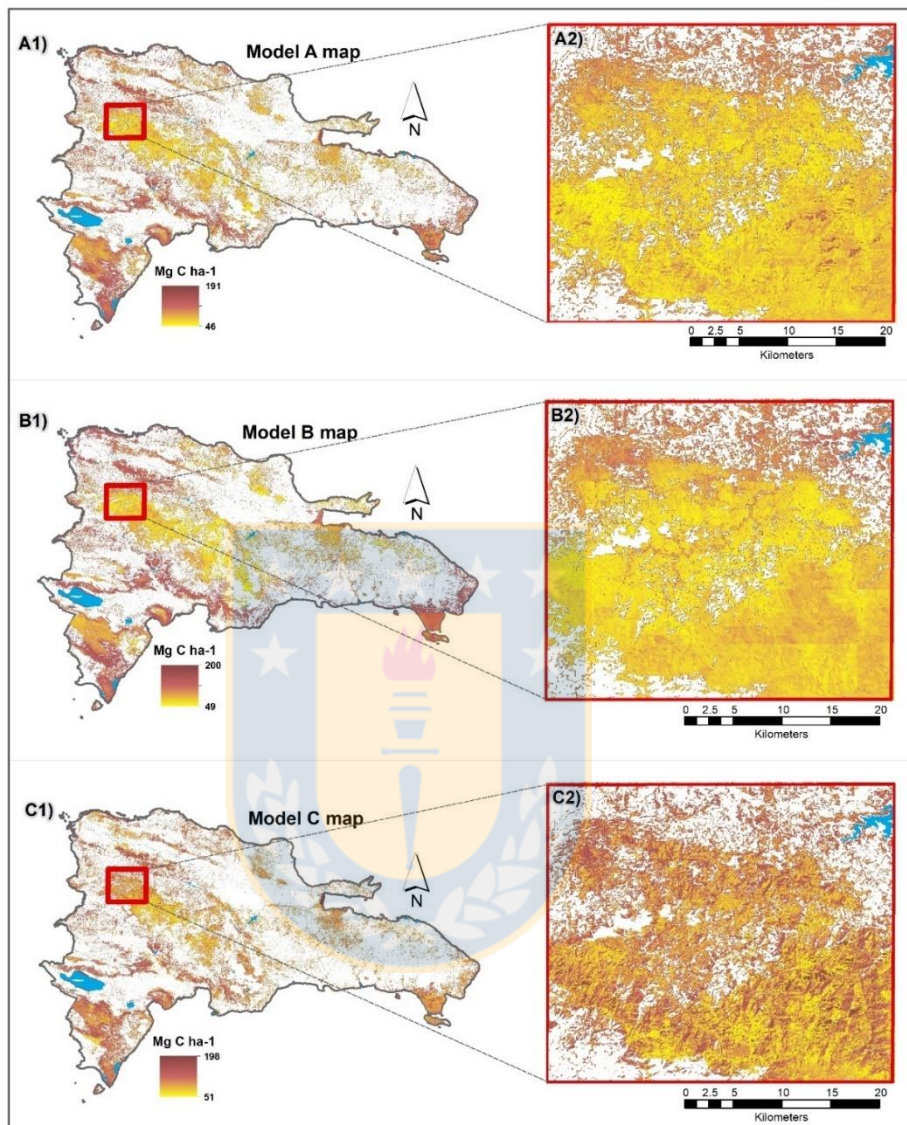 A1)
Model A map
N
Mg C ha-1
191
46
A2)
0 2.5 5 10 15 20
Kilometers
B1)
Model B map
N
Mg C ha-1
200
49
B2)
0 2.5 5 10 15 20
Kilometers
C1)
Model C map
N
Mg C ha-1
198
51
C2)
0 2.5 5 10 15 20
Kilometers